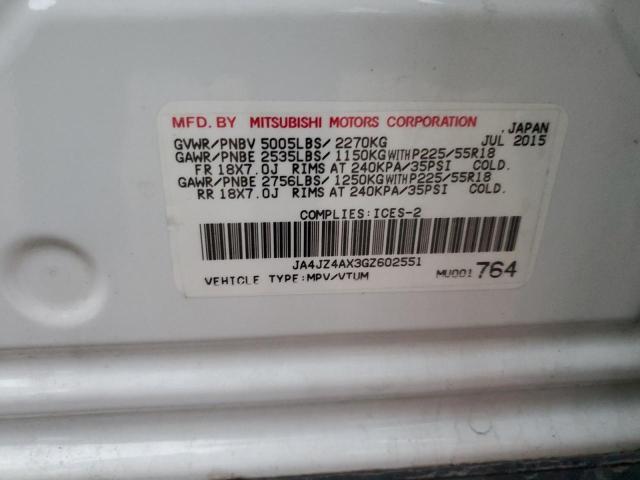 MFD. BY MITSUBISHI MOTORS CORPORATION , JAPAN
GVWR/PNBV 5005LBS/ 2270KG JUL 2015
GAWR/PNBE 2535LBS/ 1150KG WITH P225/55R18
FR 18X7.0J RIMS AT 240KPA/35PSI COLD.
GAWR/PNBE 2756LBS/ 1250KG WITH P225/55R18
RR 18X7.0J RIMS AT 240KPA/35PSI COLD.
COMPLIES:ICES-2
JA4JZ4AX3GZ602551
VEHICLE TYPE:MPV/VTUM MU001 764